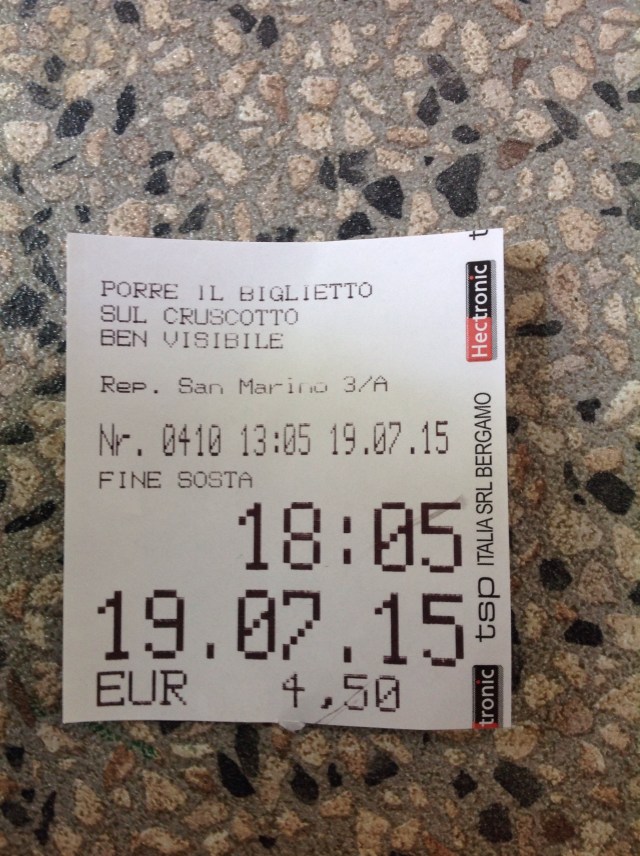 PORRE IL BIGLIETTO
SUL CRUSCOTTO
BEN VISIBILE
Rep. San Marino 3/A
Nr. 0410 13:05 19.07.15
FINE SOSTA
18:05
19.07.15
EUR 4,50
tronic
tsp ITALIA SRL BERGAMO
Hectronic
t